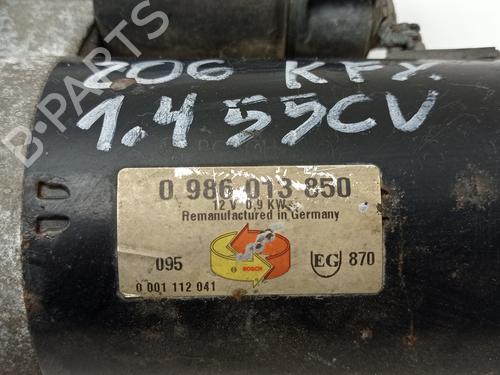 206 KFX.
1.4 55CV
B-PARTS
0 986 013 850
12 V 0,9 KW
Remanufactured in Germany
095
BOSCH
EG 870
0 001 112 041